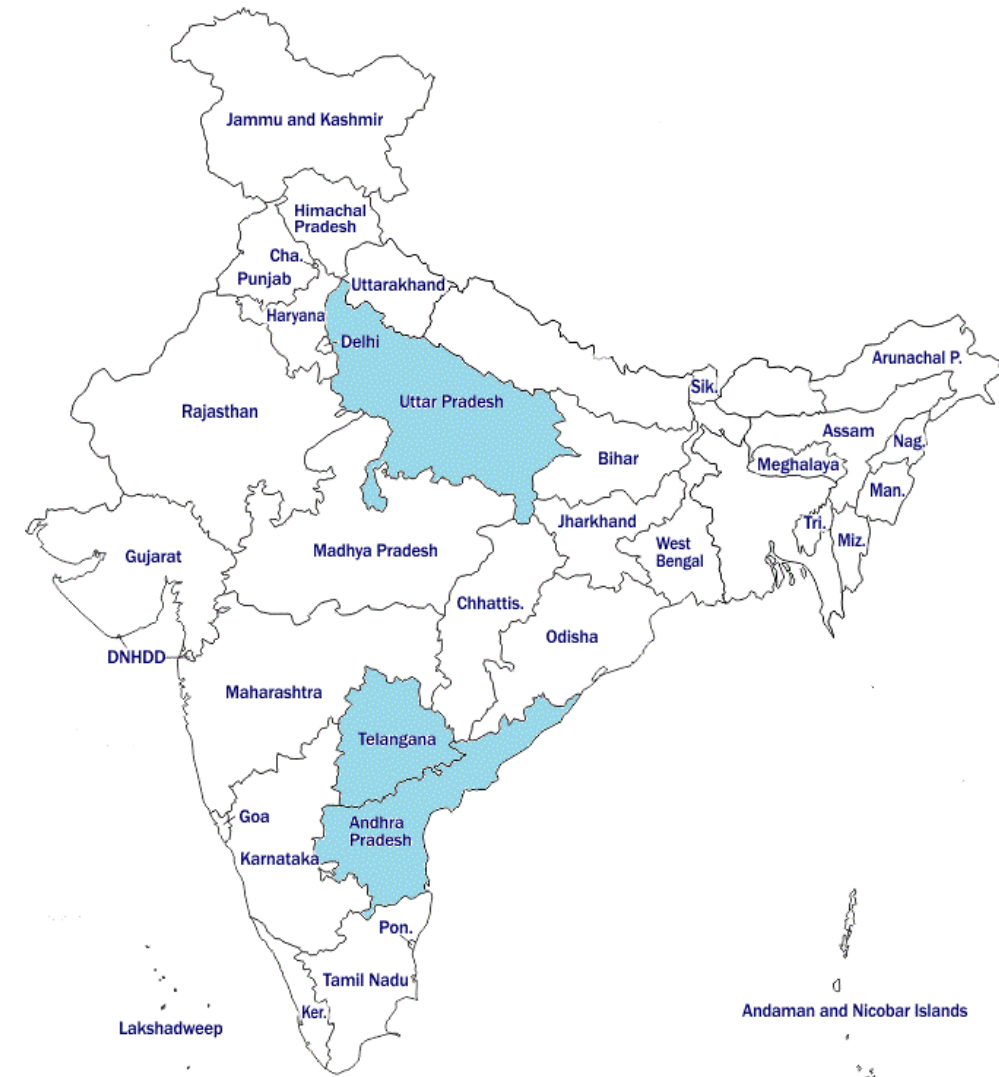 Jammu and Kashmir
Himachal
Pradesh
Cha.
Punjab
Uttarakhand
Haryana
Delhi
Arunachal P.
Sik.
Uttar Pradesh
Rajasthan
Assam
Nag.
Bihar
Meghalaya
Man.
Jharkhand
Tri.
Madhya Pradesh
West
Bengal
Miz.
Gujarat
Chhattis.
Odisha
DNHDD
Maharashtra
Telangana
Goa
Andhra
Pradesh
Karnataka
Pon.
Tamil Nadu
Ker.
Andaman and Nicobar Islands
Lakshadweep